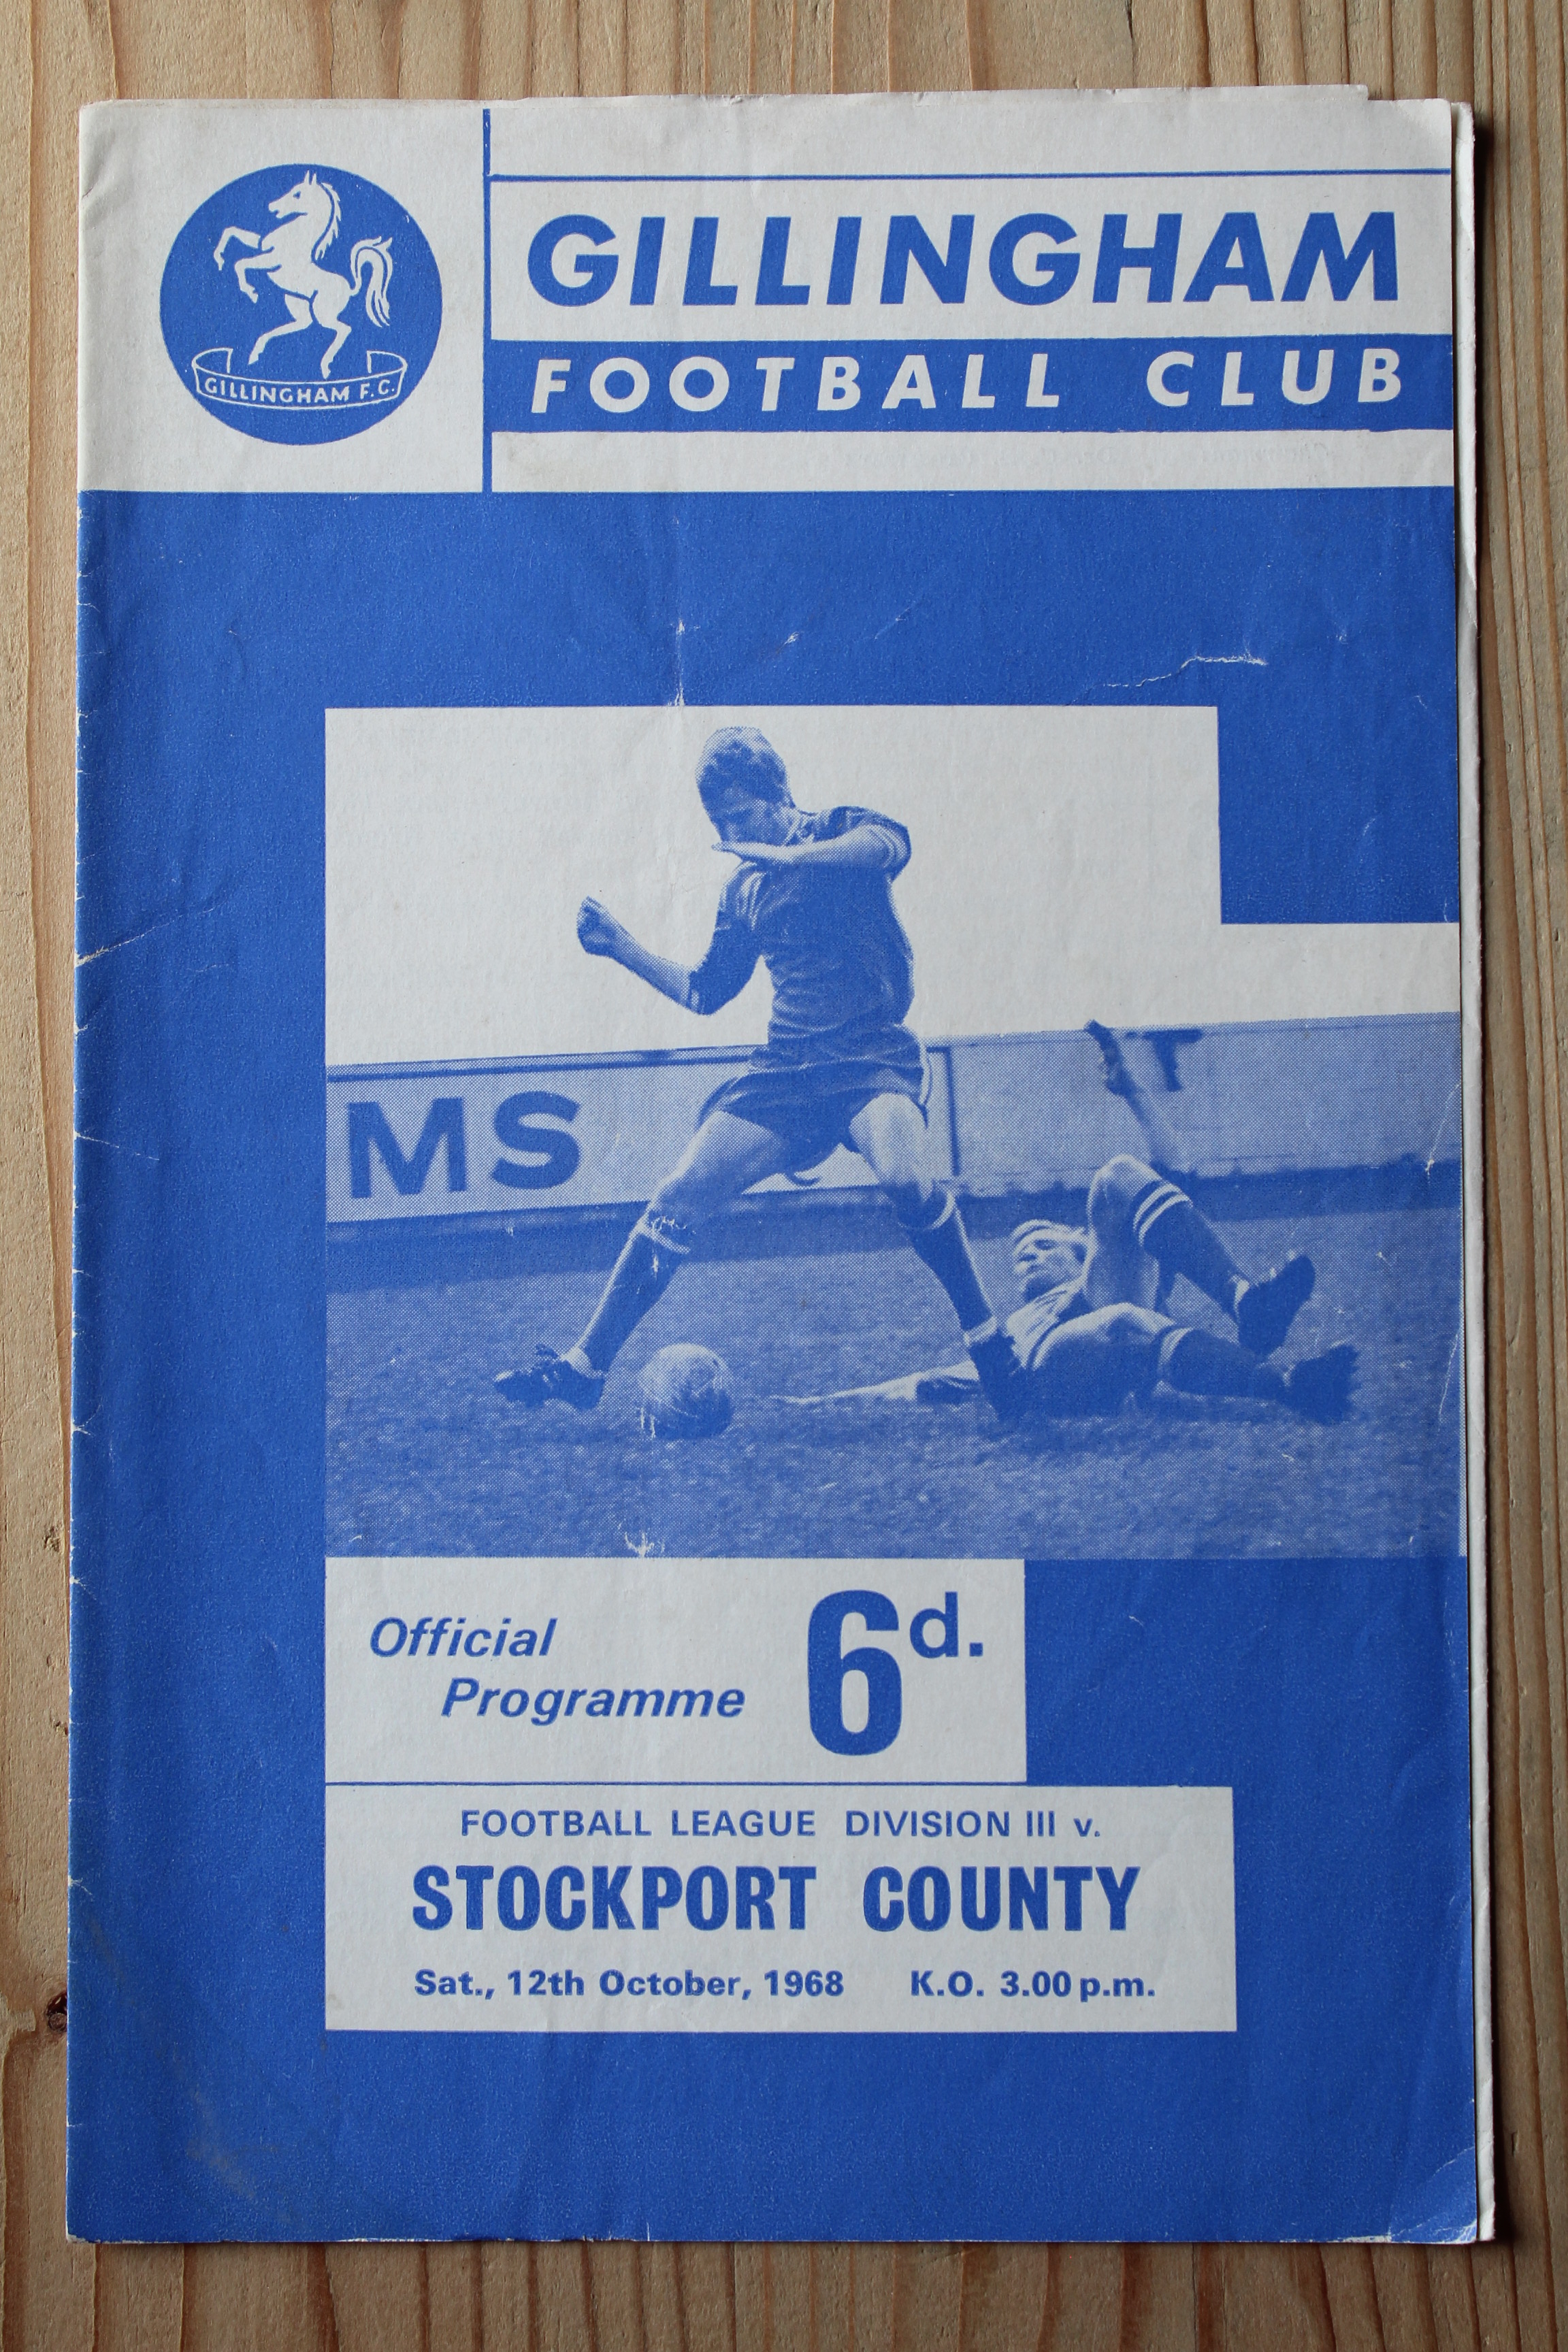 GILLINGHAM F.C.
GILLINGHAM
FOOTBALL CLUB
MS
T
Official
Programme
6d.
FOOTBALL LEAGUE DIVISION III v.
STOCKPORT COUNTY
Sat., 12th October, 1968 K.O. 3.00 p.m.